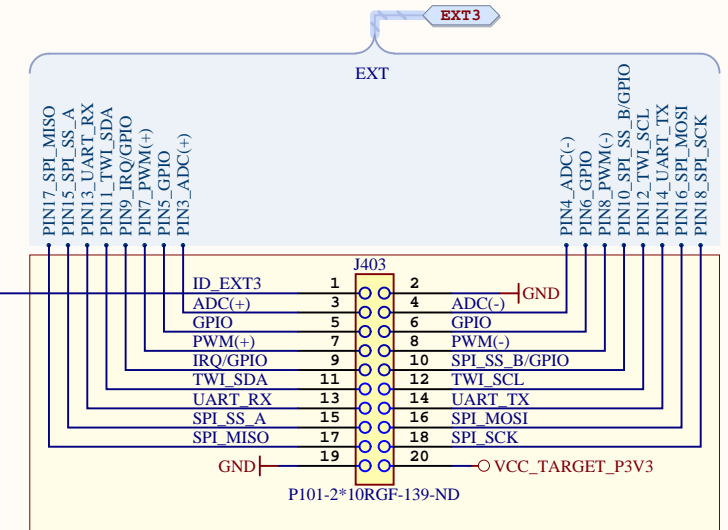 EXT3
EXT
PIN17_SPI_MISO
PIN15_SPI_SS_A
PIN13_UART_RX
PIN11_TWI_SDA
PIN9_IRQ/GPIO
PIN7_PWM(+)
PIN5_GPIO
PIN3_ADC(+)
PIN4_ADC(-)
PIN6_GPIO
PIN8_PWM(-)
PIN10_SPI_SS_B/GPIO
PIN12_TWI_SCL
PIN14_UART_TX
PIN16_SPI_MOSI
PIN18_SPI_SCK
J403
ID_EXT3 1 2 GND
ADC(+) 3 4 ADC(-)
GPIO 5 6 GPIO
PWM(+) 7 8 PWM(-)
IRQ/GPIO 9 10 SPI_SS_B/GPIO
TWI_SDA 11 12 TWI_SCL
UART_RX 13 14 UART_TX
SPI_SS_A 15 16 SPI_MOSI
SPI_MISO 17 18 SPI_SCK
GND 19 20 VCC_TARGET_P3V3
P101-2*10RGF-139-ND